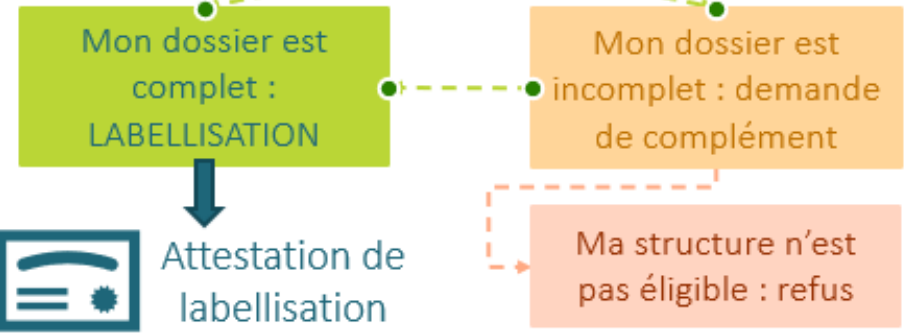 Mon dossier est
complet :
LABELLISATION
Mon dossier est
incomplet : demande
de complément
Attestation de
labellisation
Ma structure n'est
pas éligible : refus